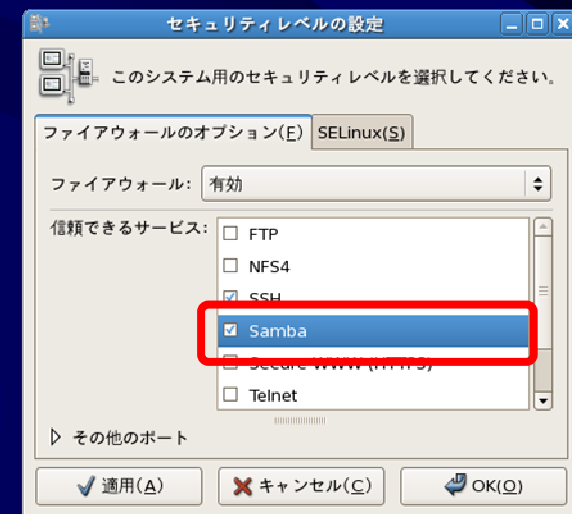 セキュリティレベルの設定
このシステム用のセキュリティレベルを選択してください。
ファイアウォールのオプション(F) SELinux(S)
ファイアウォール: 有効
信頼できるサービス:
FTP
NFS4
SSH
Samba
Secure WWW (HTTPS)
Telnet
その他のポート
適用(A) キャンセル(C) OK(O)